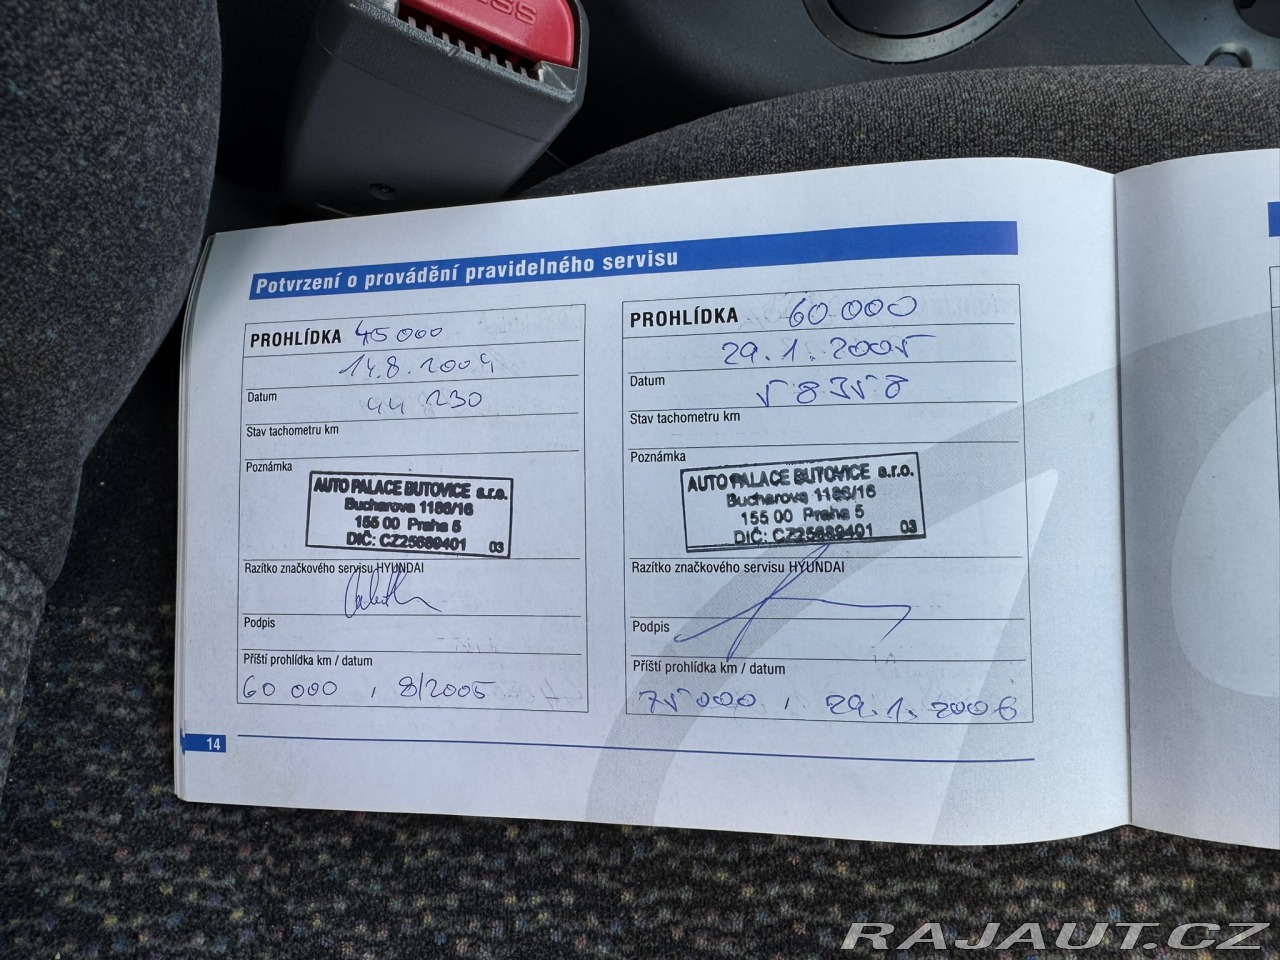 Potvrzení o provádění pravidelného servisu
PROHLÍDKA 45 000
14.8.2004
Datum
44 230
Stav tachometru km
Poznámka
AUTO PALACE BUTOVICE s.r.o.
Bucharova 1186/16
155 00 Praha 5
DIČ: CZ25689401 03
Razítko značkového servisu HYUNDAI
Podpis
Příští prohlídka km / datum
60 000 , 8/2005
PROHLÍDKA 60 000
29.1.2005
Datum
58358
Stav tachometru km
Poznámka
AUTO PALACE BUTOVICE s.r.o.
Bucharova 1186/16
155 00 Praha 5
DIČ: CZ25689401 03
Razítko značkového servisu HYUNDAI
Podpis
Příští prohlídka km / datum
75 000 , 29.1.2006
14
RAJAUT.CZ